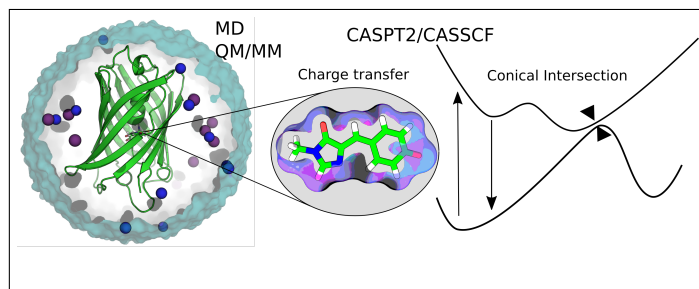 MD
QM/MM
CASPT2/CASSCF
Charge transfer
Conical Intersection